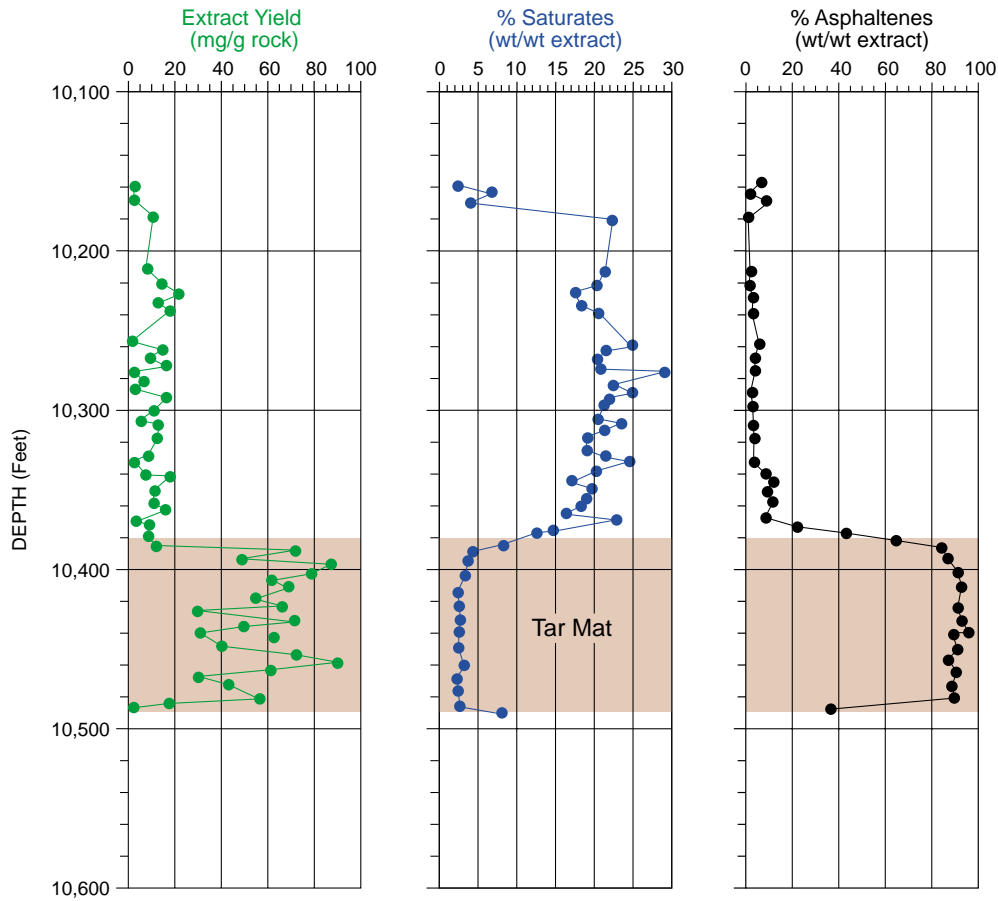 Extract Yield
(mg/g rock)
% Saturates
(wt/wt extract)
% Asphaltenes
(wt/wt extract)
0 20 40 60 80 100
0 5 10 15 20 25 30
0 20 40 60 80 100
10,100
10,200
10,300
10,400
10,500
10,600
DEPTH (Feet)
Tar Mat